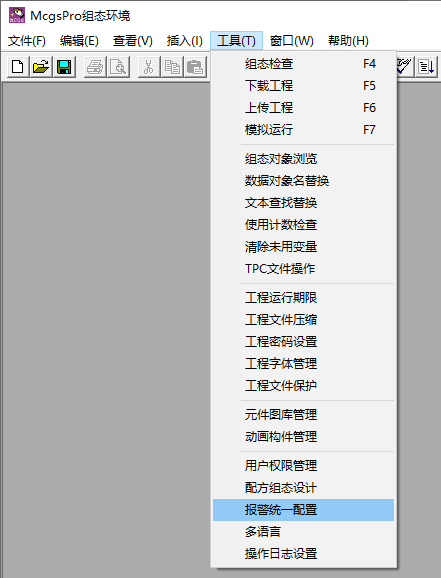 McgsPro组态环境
文件(F) 编辑(E) 查看(V) 插入(I) 工具(T) 窗口(W) 帮助(H)
组态检查 F4
下载工程 F5
上传工程 F6
模拟运行 F7
组态对象浏览
数据对象名替换
文本查找替换
使用计数检查
清除未用变量
TPC文件操作
工程运行期限
工程文件压缩
工程密码设置
工程字体管理
工程文件保护
元件图库管理
动画构件管理
用户权限管理
配方组态设计
报警统一配置
多语言
操作日志设置